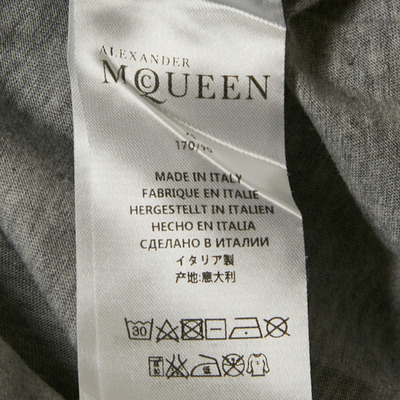 ALEXANDER
McQUEEN
MADE IN ITALY
FABRIQUE EN ITALIE
HERGESTELLT IN ITALIEN
HECHO EN ITALIA
СДЕЛАНО В ИТАЛИИ
イタリア製
产地:意大利
30